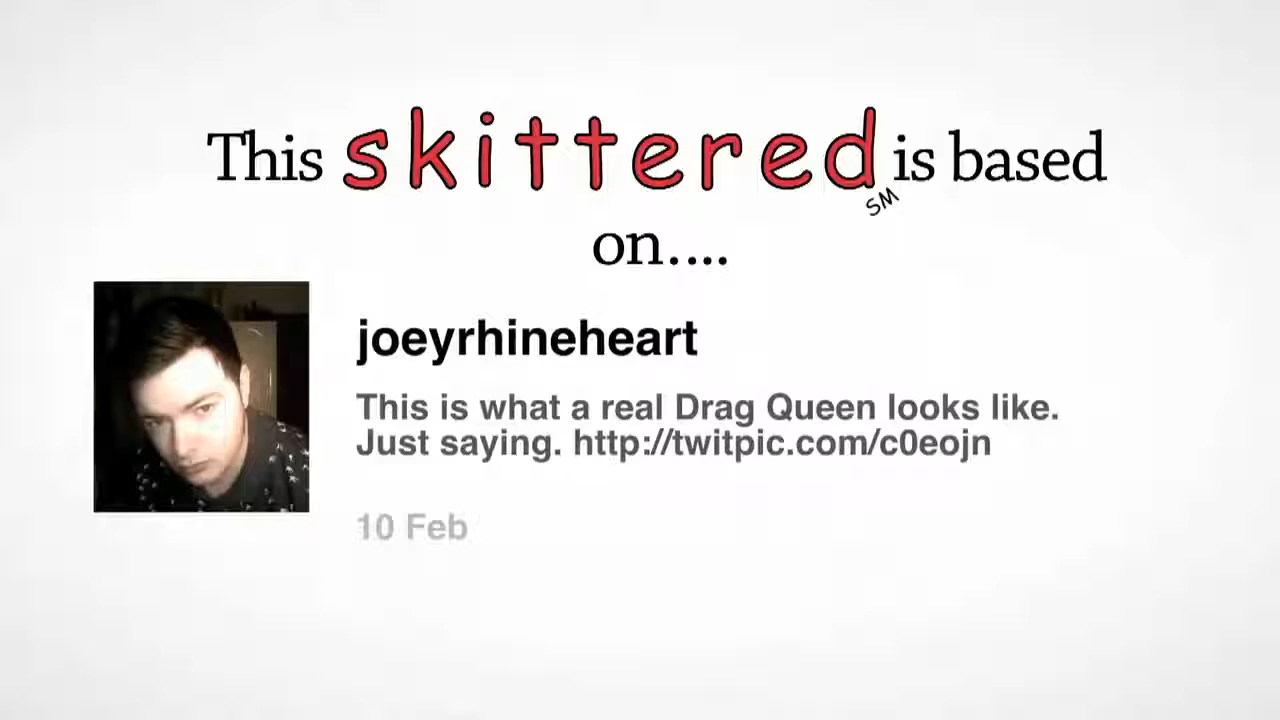 This skittered SM is based
on....
joeyrhineheart
This is what a real Drag Queen looks like.
Just saying. http://twitpic.com/c0eojn
10 Feb